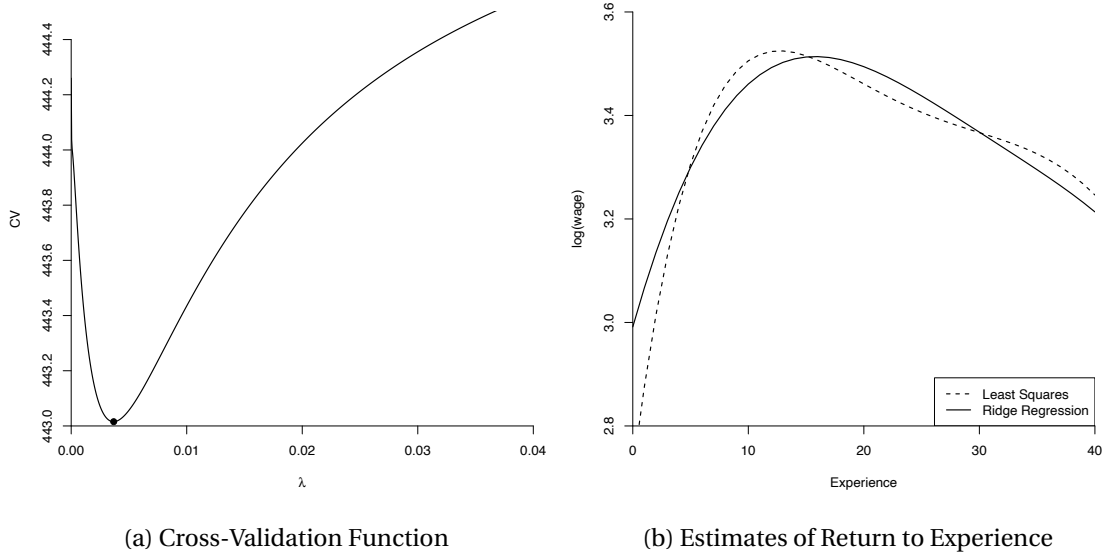 CV
444.4
444.2
444.0
443.8
443.6
443.4
443.2
443.0
0.00 0.01 0.02 0.03 0.04
λ
(a) Cross-Validation Function
log(wage)
3.6
3.4
3.2
3.0
2.8
Least Squares
Ridge Regression
0 10 20 30 40
Experience
(b) Estimates of Return to Experience